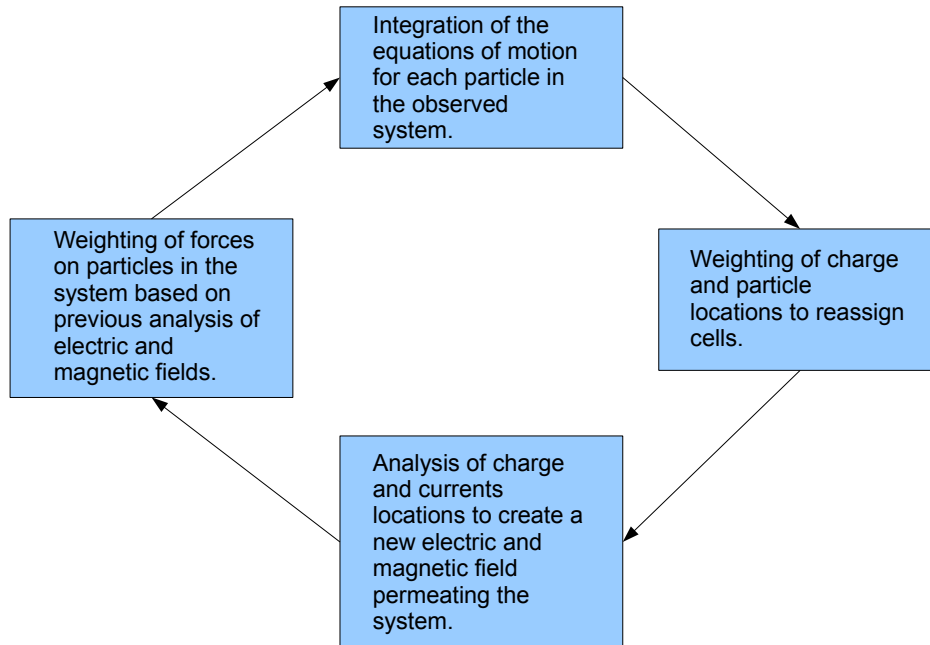 Integration of the
equations of motion
for each particle in
the observed
system.
Weighting of charge
and particle
locations to reassign
cells.
Analysis of charge
and currents
locations to create a
new electric and
magnetic field
permeating the
system.
Weighting of forces
on particles in the
system based on
previous analysis of
electric and
magnetic fields.